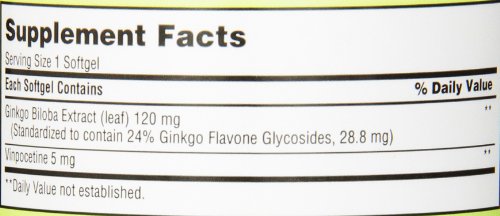 Supplement Facts
Serving Size 1 Softgel
Each Softgel Contains % Daily Value
Ginkgo Biloba Extract (leaf) 120 mg **
(Standardized to contain 24% Ginkgo Flavone Glycosides, 28.8 mg)
Vinpocetine 5 mg **
**Daily Value not established.